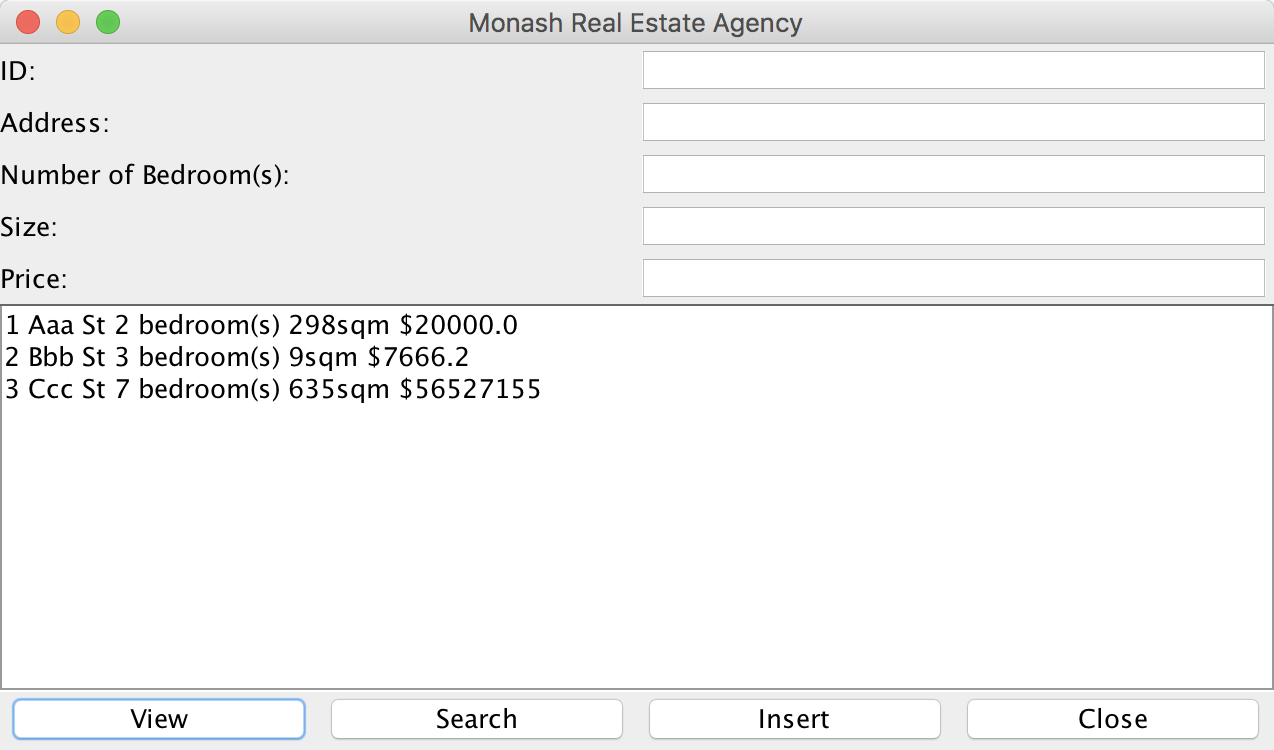 Monash Real Estate Agency
ID:
Address:
Number of Bedroom(s):
Size:
Price:
1 Aaa St 2 bedroom(s) 298sqm $20000.0
2 Bbb St 3 bedroom(s) 9sqm $7666.2
3 Ccc St 7 bedroom(s) 635sqm $56527155
View Search Insert Close